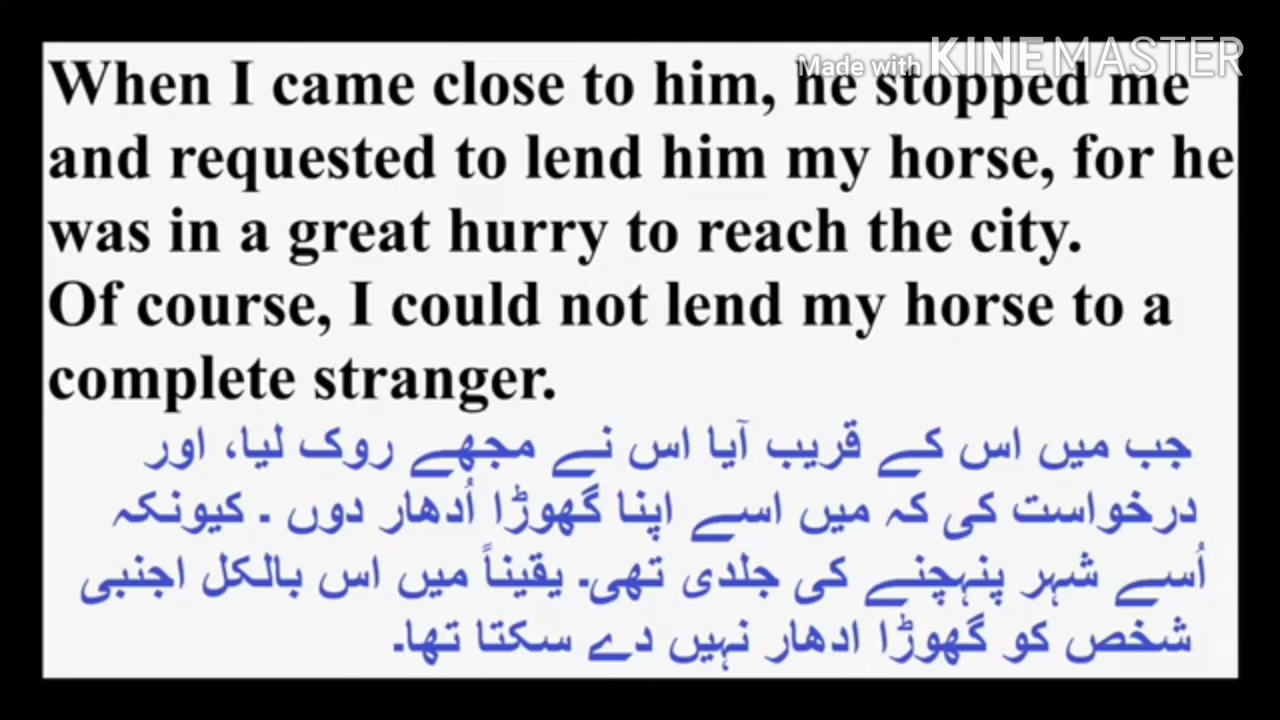 Made with KINEMASTER
When I came close to him, he stopped me
and requested to lend him my horse, for he
was in a great hurry to reach the city.
Of course, I could not lend my horse to a
complete stranger.
جب میں اس کے قریب آیا اس نے مجھے روک لیا، اور
درخواست کی کہ میں اسے اپنا گھوڑا اُدھار دوں ۔ کیونکہ
اُسے شہر پنہچنے کی جلدی تھی۔ یقیناً میں اس بالکل اجنبی
شخص کو گھوڑا ادھار نہیں دے سکتا تھا۔